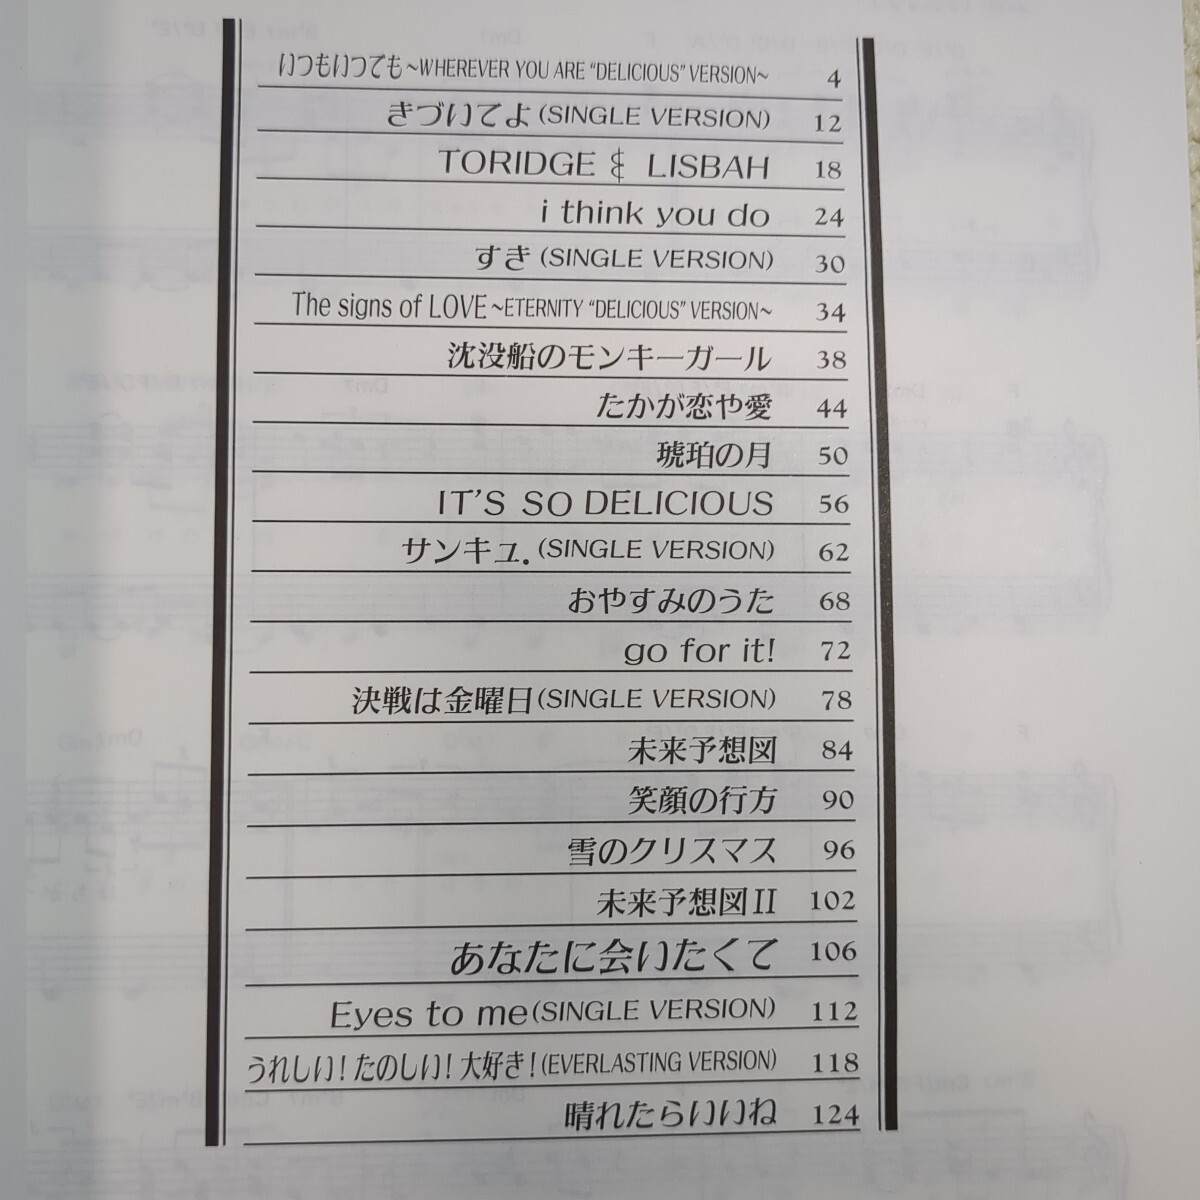 いつもいつでも~WHEREVER YOU ARE "DELICIOUS" VERSION~ 4
きづいてよ(SINGLE VERSION) 12
TORIDGE & LISBAH 18
i think you do 24
すき(SINGLE VERSION) 30
The signs of LOVE~ETERNITY "DELICIOUS" VERSION~ 34
沈没船のモンキーガール 38
たかが恋や愛 44
琥珀の月 50
IT'S SO DELICIOUS 56
サンキュ.(SINGLE VERSION) 62
おやすみのうた 68
go for it! 72
決戦は金曜日(SINGLE VERSION) 78
未来予想図 84
笑顔の行方 90
雪のクリスマス 96
未来予想図II 102
あなたに会いたくて 106
Eyes to me(SINGLE VERSION) 112
うれしい!たのしい!大好き!(EVERLASTING VERSION) 118
晴れたらいいね 124